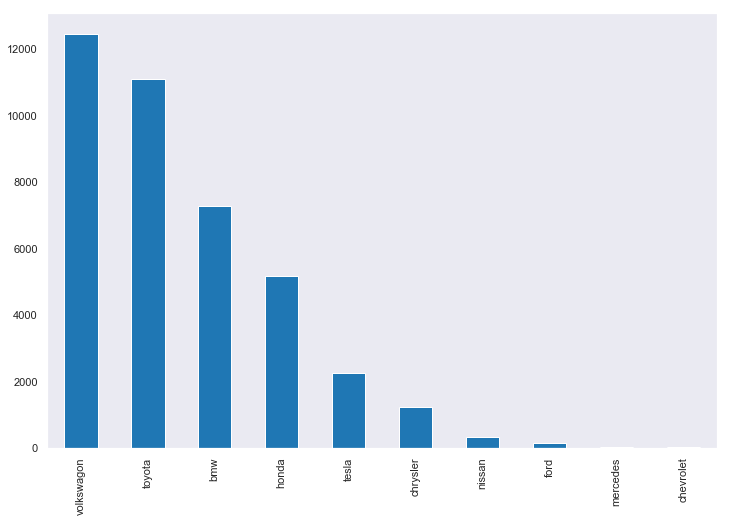 12000
10000
8000
6000
4000
2000
0
volkswagon
toyota
bmw
honda
tesla
chrysler
nissan
ford
mercedes
chevrolet